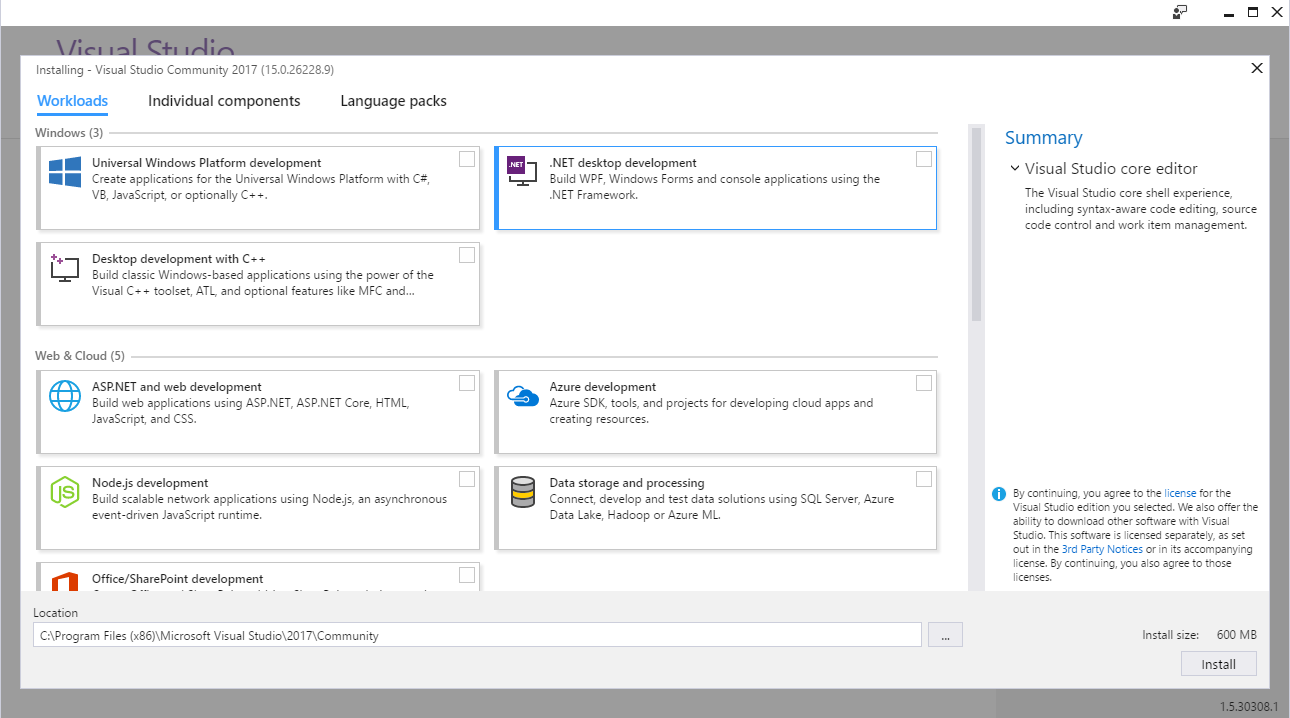 Visual Studio
Installing - Visual Studio Community 2017 (15.0.26228.9)
Workloads
Individual components
Language packs
Windows (3)
Universal Windows Platform development
Create applications for the Universal Windows Platform with C#,
VB, JavaScript, or optionally C++.
.NET
.NET desktop development
Build WPF, Windows Forms and console applications using the
.NET Framework.
Desktop development with C++
Build classic Windows-based applications using the power of the
Visual C++ toolset, ATL, and optional features like MFC and...
Web & Cloud (5)
ASP.NET and web development
Build web applications using ASP.NET, ASP.NET Core, HTML,
JavaScript, and CSS.
Azure development
Azure SDK, tools, and projects for developing cloud apps and
creating resources.
JS
Node.js development
Build scalable network applications using Node.js, an asynchronous
event-driven JavaScript runtime.
Data storage and processing
Connect, develop and test data solutions using SQL Server, Azure
Data Lake, Hadoop or Azure ML.
Office/SharePoint development
Summary
Visual Studio core editor
The Visual Studio core shell experience,
including syntax-aware code editing, source
code control and work item management.
By continuing, you agree to the license for the
Visual Studio edition you selected. We also offer the
ability to download other software with Visual
Studio. This software is licensed separately, as set
out in the 3rd Party Notices or in its accompanying
license. By continuing, you also agree to those
licenses.
Location
C:\Program Files (x86)\Microsoft Visual Studio\2017\Community
...
Install size: 600 MB
Install
1.5.30308.1